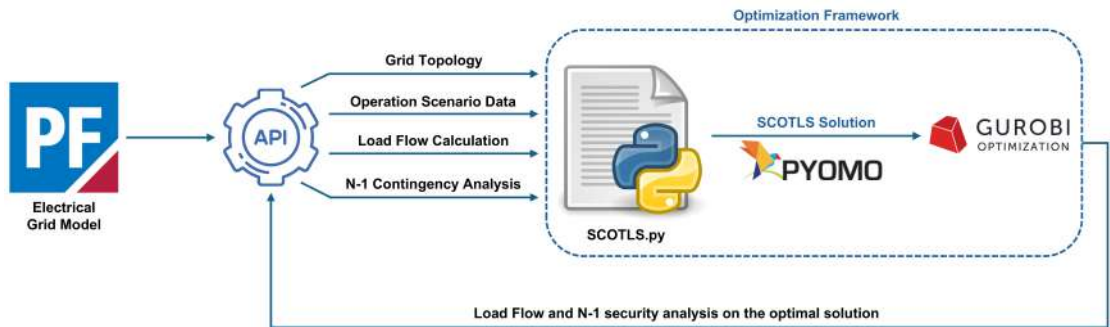 Optimization Framework
Grid Topology
Operation Scenario Data
API
Load Flow Calculation
N-1 Contingency Analysis
PF
Electrical
Grid Model
SCOTLS Solution
PYOMO
GUROBI
OPTIMIZATION
SCOTLS.py
Load Flow and N-1 security analysis on the optimal solution